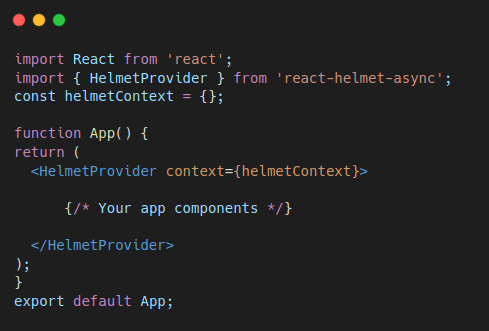 import React from 'react';
import { HelmetProvider } from 'react-helmet-async';
const helmetContext = {};
function App() {
return (
<HelmetProvider context={helmetContext}>
{/* Your app components */}
</HelmetProvider>
);
}
export default App;